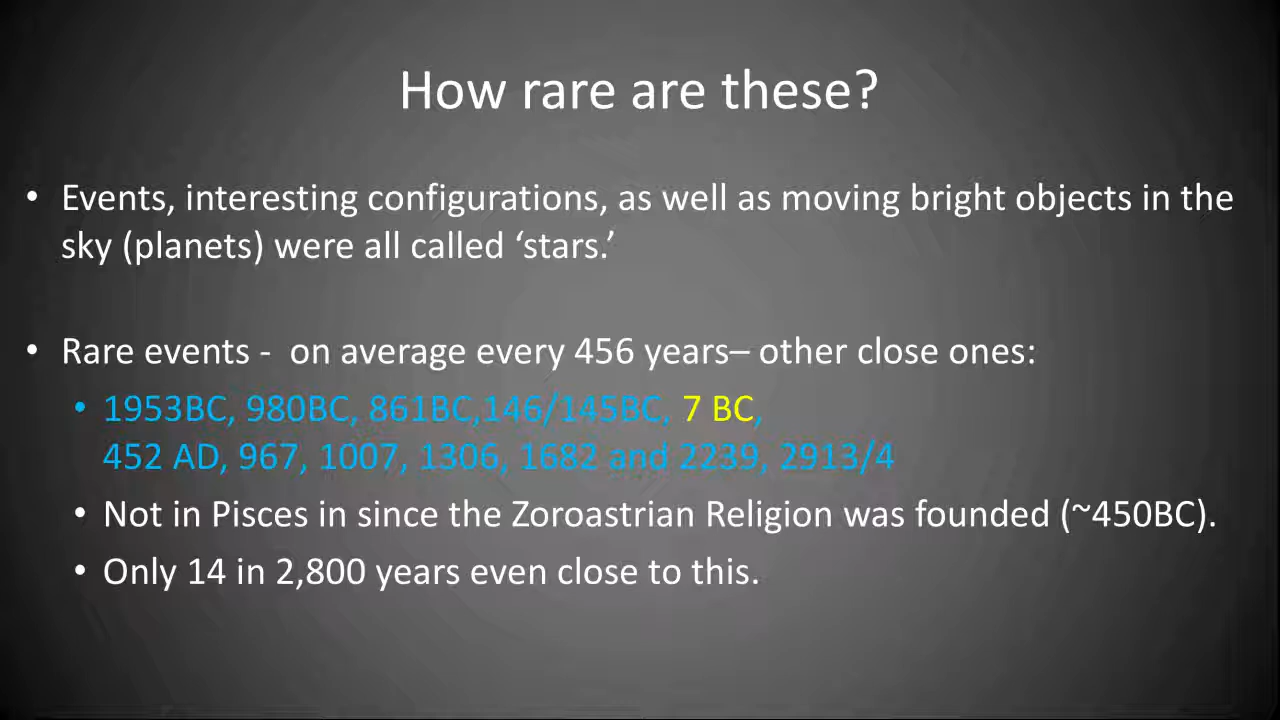 How rare are these?
• Events, interesting configurations, as well as moving bright objects in the
sky (planets) were all called ‘stars.’
• Rare events - on average every 456 years– other close ones:
• 1953BC, 980BC, 861BC,146/145BC, 7 BC,
452 AD, 967, 1007, 1306, 1682 and 2239, 2913/4
• Not in Pisces in since the Zoroastrian Religion was founded (~450BC).
• Only 14 in 2,800 years even close to this.